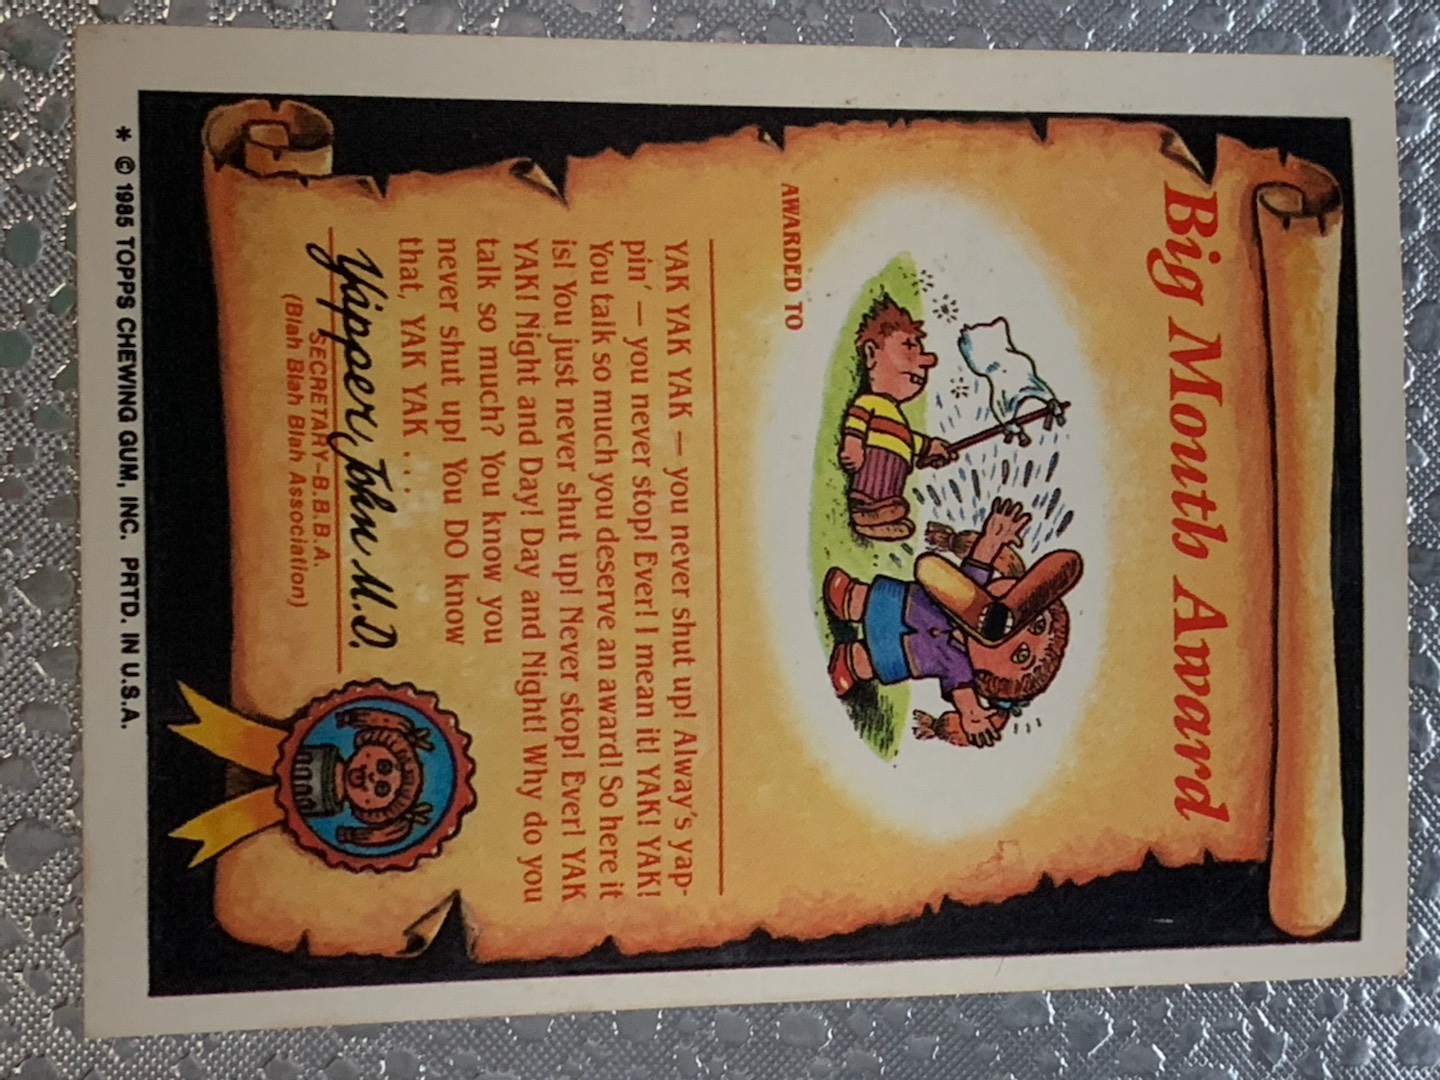 Big Mouth Award
AWARDED TO
YAK YAK YAK — you never shut up! Alway's yap-
pin' — you never stop! Ever! I mean it! YAK! YAK!
You talk so much you deserve an award! So here it
is! You just never shut up! Never stop! Ever! YAK
YAK! Night and Day! Day and Night! Why do you
talk so much? You know you
never shut up! You DO know
that, YAK YAK . . .
Yapper, John M.D.
SECRETARY–B.B.B.A.
(Blah Blah Blah Association)
* © 1985 TOPPS CHEWING GUM, INC. PRTD. IN U.S.A.